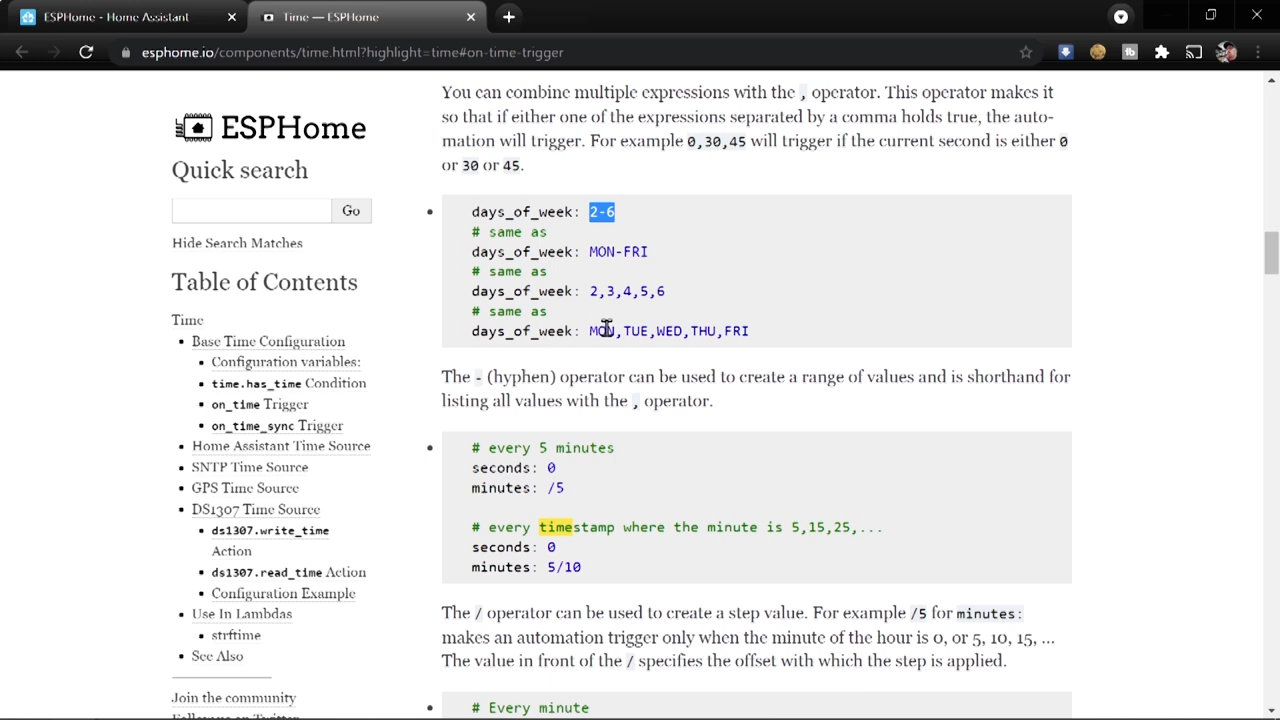 ESPHome - Home Assistant
Time — ESPHome
esphome.io/components/time.html?highlight=time#on-time-trigger
ESPHome
Quick search
Go
Hide Search Matches
Table of Contents
Time
Base Time Configuration
Configuration variables:
time.has_time Condition
on_time Trigger
on_time_sync Trigger
Home Assistant Time Source
SNTP Time Source
GPS Time Source
DS1307 Time Source
ds1307.write_time
Action
ds1307.read_time Action
Configuration Example
Use In Lambdas
strftime
See Also
Join the community
Follow us on Twitter
You can combine multiple expressions with the , operator. This operator makes it
so that if either one of the expressions separated by a comma holds true, the auto-
mation will trigger. For example 0,30,45 will trigger if the current second is either 0
or 30 or 45.
days_of_week: 2-6
# same as
days_of_week: MON-FRI
# same as
days_of_week: 2,3,4,5,6
# same as
days_of_week: MON,TUE,WED,THU,FRI
The - (hyphen) operator can be used to create a range of values and is shorthand for
listing all values with the , operator.
# every 5 minutes
seconds: 0
minutes: /5
# every timestamp where the minute is 5,15,25,...
seconds: 0
minutes: 5/10
The / operator can be used to create a step value. For example /5 for minutes:
makes an automation trigger only when the minute of the hour is 0, or 5, 10, 15, ...
The value in front of the / specifies the offset with which the step is applied.
# Every minute